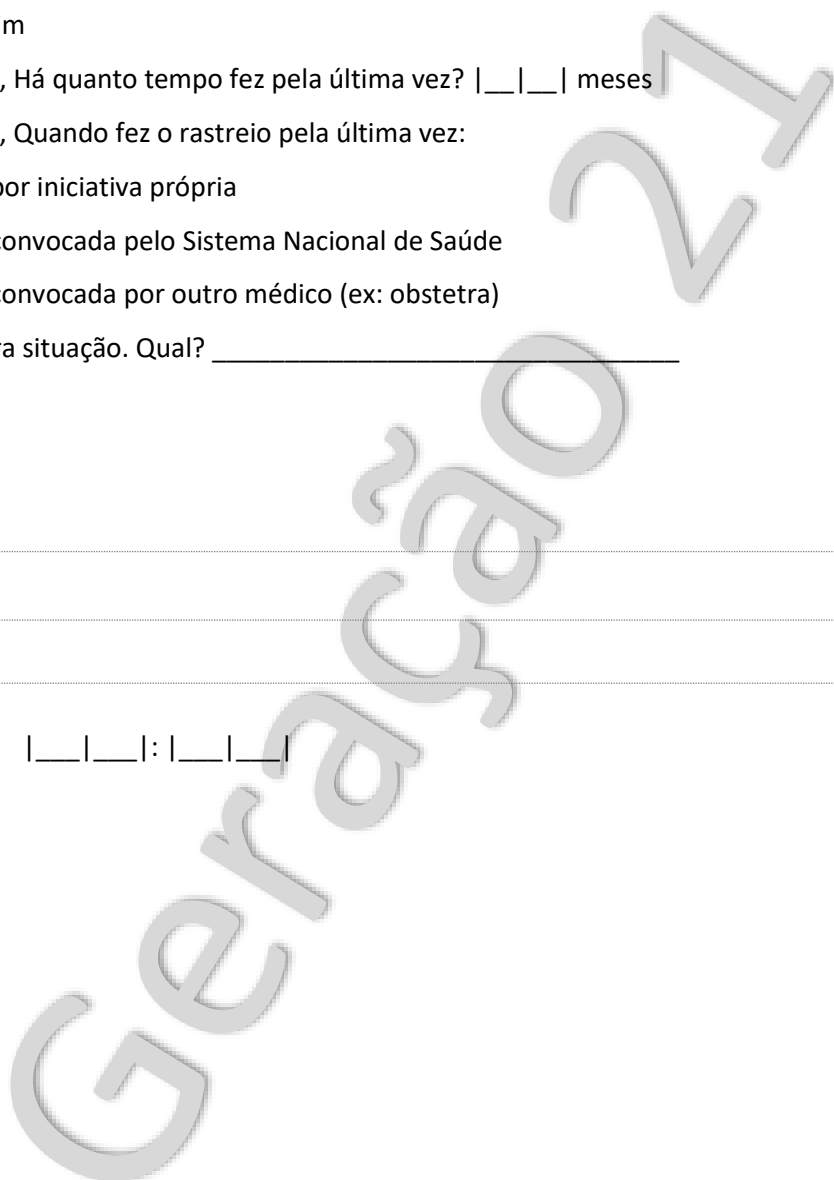 m
, Há quanto tempo fez pela última vez? |__|__| meses
, Quando fez o rastreio pela última vez:
por iniciativa própria
convocada pelo Sistema Nacional de Saúde
convocada por outro médico (ex: obstetra)
ra situação. Qual? ________________________________
|___|___|: |___|___|
Geração 21